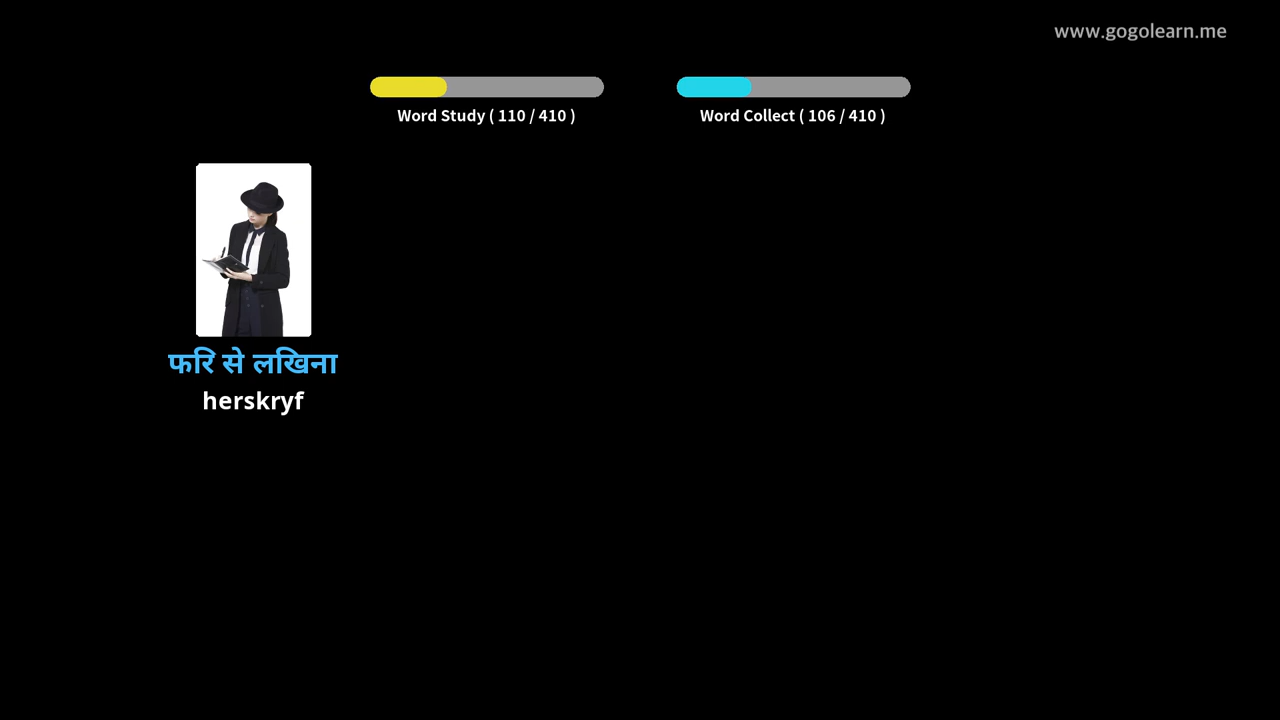 www.gogolearn.me
Word Study ( 110 / 410 )
Word Collect ( 106 / 410 )
फरि से लखिना
herskryf